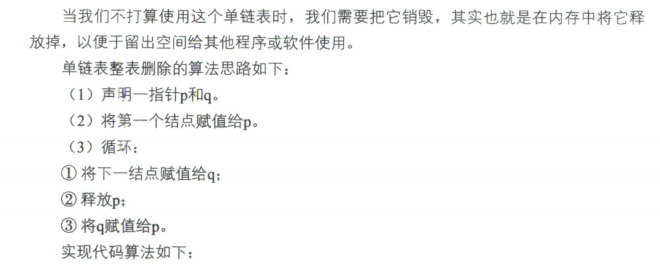 当我们不打算使用这个单链表时，我们需要把它销毁，其实也就是在内存中将它释
放掉，以便于留出空间给其他程序或软件使用。
单链表整表删除的算法思路如下：
（1）声明一指针p和q。
（2）将第一个结点赋值给p。
（3）循环：
① 将下一结点赋值给q；
② 释放p；
③ 将q赋值给p。
实现代码算法如下：